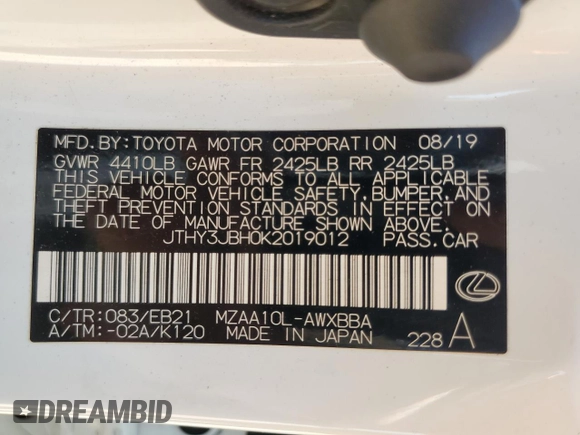 MFD. BY: TOYOTA MOTOR CORPORATION 08/19
GVWR 4410LB GAWR FR 2425LB RR 2425LB
THIS VEHICLE CONFORMS TO ALL APPLICABLE
FEDERAL MOTOR VEHICLE SAFETY, BUMPER, AND
THEFT PREVENTION STANDARDS IN EFFECT ON
THE DATE OF MANUFACTURE SHOWN ABOVE.
JTHY3JBH0K2019012 PASS. CAR
C/TR: 083/EB21 MZAA10L-AWXBBA
A/TM: -02A/K120 MADE IN JAPAN 228 A
DREAMBID